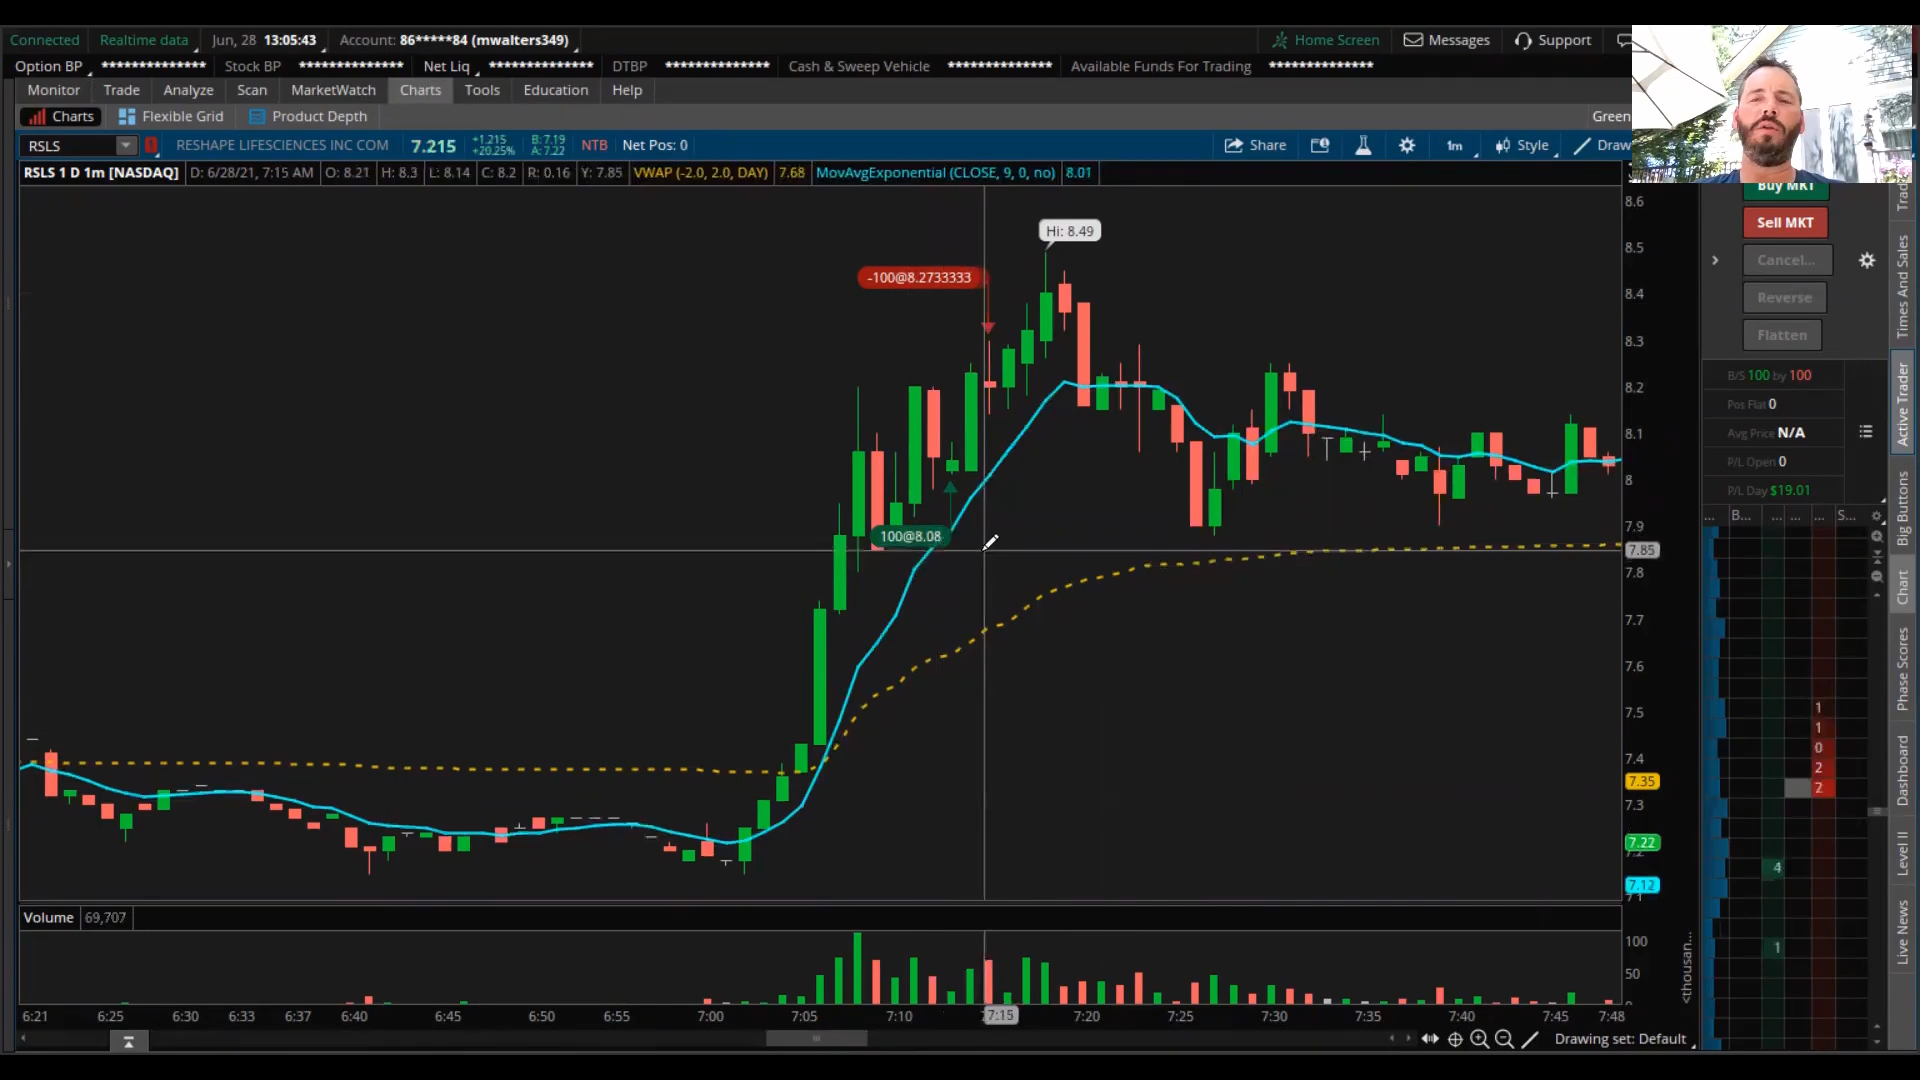 Connected Realtime data Jun, 28 13:05:43 Account: 86*****84 (mwalters349) Home Screen Messages Support
Option BP ************** Stock BP ************** Net Liq ************** DTBP ************** Cash & Sweep Vehicle ************** Available Funds For Trading **************
Monitor Trade Analyze Scan MarketWatch Charts Tools Education Help
Charts Flexible Grid Product Depth Green
RSLS RESHAPE LIFESCIENCES INC COM 7.215 +1.215 +20.25% B: 7.19 A: 7.22 NTB Net Pos: 0 Share 1m Style Draw
RSLS 1 D 1m [NASDAQ] D: 6/28/21, 7:15 AM O: 8.21 H: 8.3 L: 8.14 C: 8.2 R: 0.16 Y: 7.85 VWAP (-2.0, 2.0, DAY) 7.68 MovAvgExponential (CLOSE, 9, 0, no) 8.01
Buy MKT
Sell MKT
Cancel...
Reverse
Flatten
B/S 100 by 100
Pos Flat 0
Avg Price N/A
P/L Open 0
P/L Day $19.01
... B... ... ... ... S...
Hi: 8.49
-100@8.2733333
100@8.08
8.6
8.5
8.4
8.3
8.2
8.1
8
7.9
7.85
7.8
7.7
7.6
7.5
7.4
7.35
7.3
7.22
7.12
1
1
0
2
2
4
1
Times And Sales
Active Trader
Big Buttons
Chart
Phase Scores
Dashboard
Level II
Live News
Volume 69,707
100
50
<thousan...
6:21 6:25 6:30 6:33 6:37 6:40 6:45 6:50 6:55 7:00 7:05 7:10 7:15 7:20 7:25 7:30 7:35 7:40 7:45 7:48
Drawing set: Default